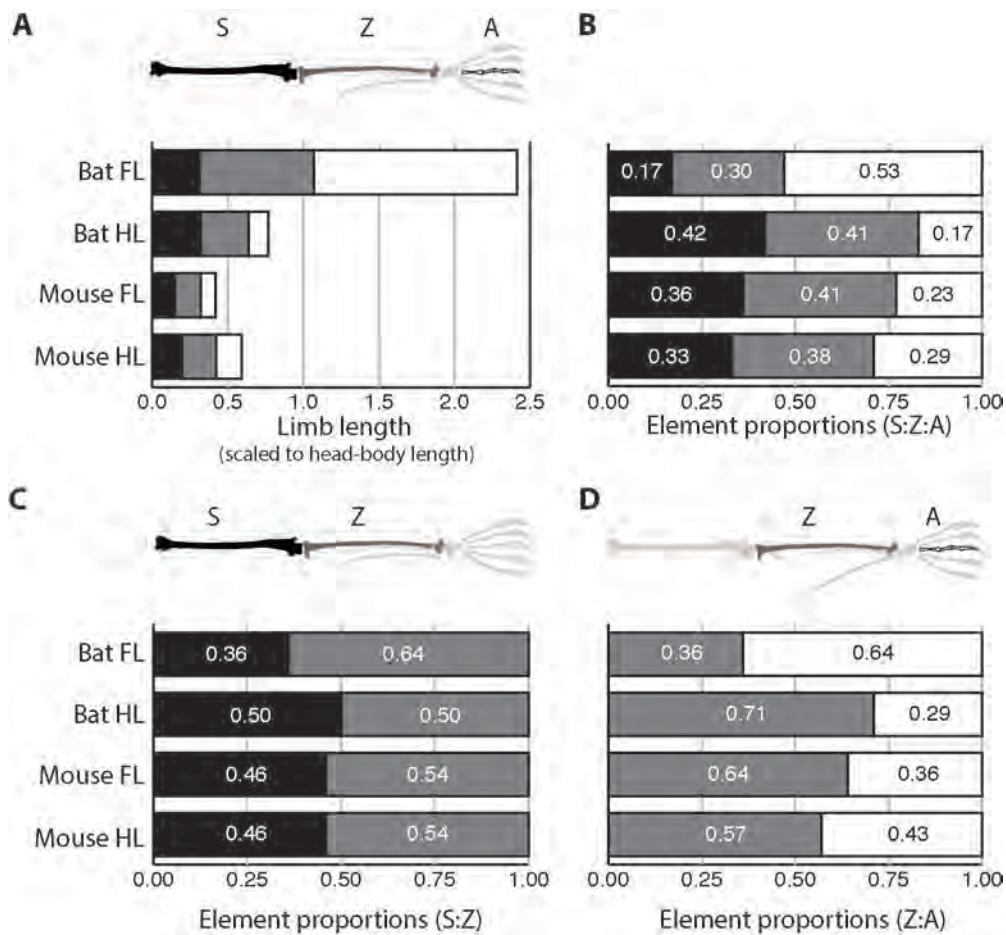 A
S Z A
Bat FL
Bat HL
Mouse FL
Mouse HL
0.0 0.5 1.0 1.5 2.0 2.5
Limb length
(scaled to head-body length)
B
0.17 0.30 0.53
0.42 0.41 0.17
0.36 0.41 0.23
0.33 0.38 0.29
0.00 0.25 0.50 0.75 1.00
Element proportions (S:Z:A)
C
S Z
Bat FL 0.36 0.64
Bat HL 0.50 0.50
Mouse FL 0.46 0.54
Mouse HL 0.46 0.54
0.00 0.25 0.50 0.75 1.00
Element proportions (S:Z)
D
Z A
0.36 0.64
0.71 0.29
0.64 0.36
0.57 0.43
0.00 0.25 0.50 0.75 1.00
Element proportions (Z:A)